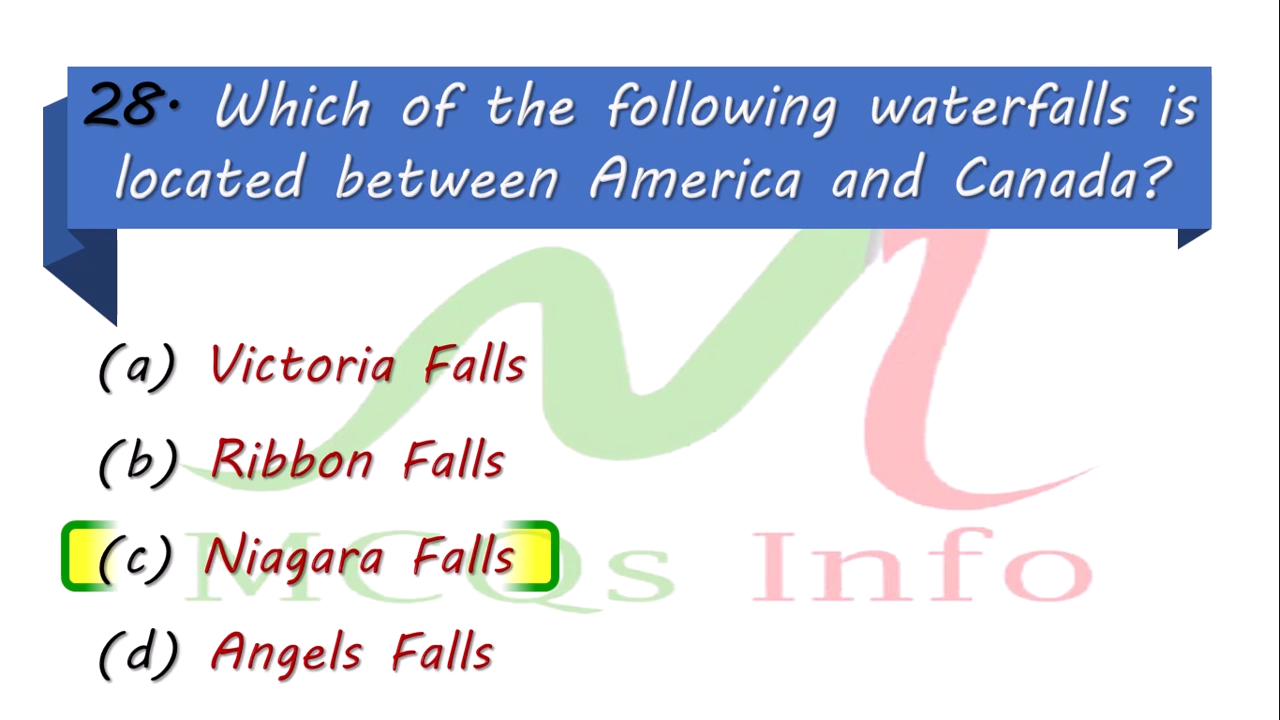 28. Which of the following waterfalls is
located between America and Canada?
(a) Victoria Falls
(b) Ribbon Falls
(c) Niagara Falls
MCQs Info
(d) Angels Falls